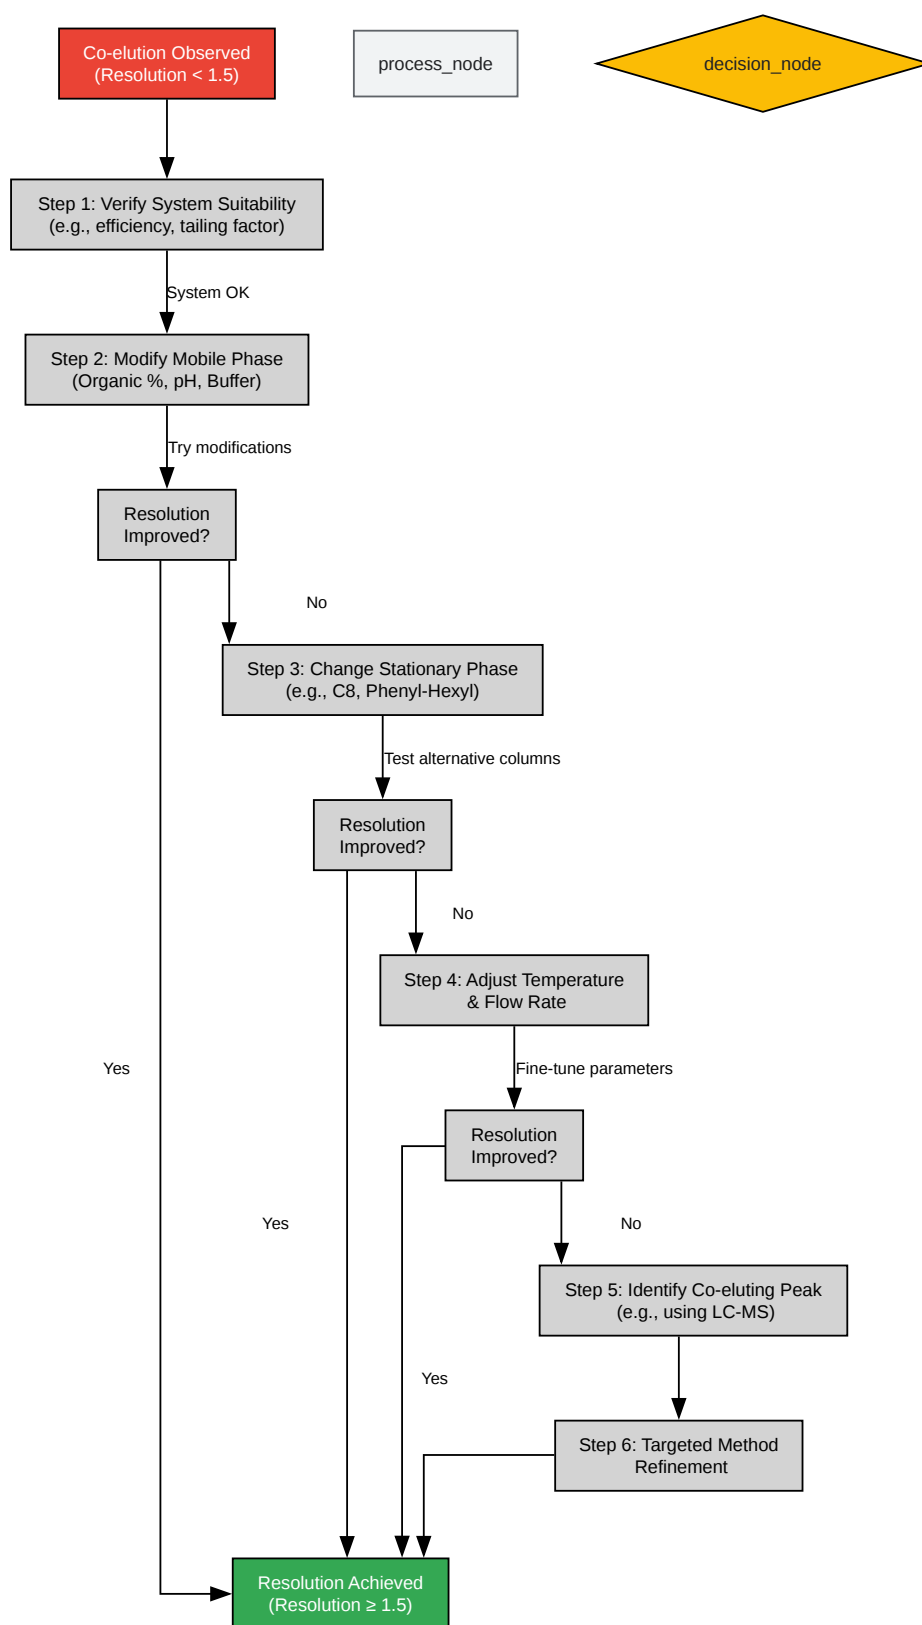 Co-elution Observed
(Resolution < 1.5)
process_node
decision_node
Step 1: Verify System Suitability
(e.g., efficiency, tailing factor)
System OK
Step 2: Modify Mobile Phase
(Organic %, pH, Buffer)
Try modifications
Resolution
Improved?
No
Step 3: Change Stationary Phase
(e.g., C8, Phenyl-Hexyl)
Test alternative columns
Resolution
Improved?
No
Step 4: Adjust Temperature
& Flow Rate
Yes
Fine-tune parameters
Resolution
Improved?
Yes
No
Step 5: Identify Co-eluting Peak
(e.g., using LC-MS)
Yes
Step 6: Targeted Method
Refinement
Resolution Achieved
(Resolution ≥ 1.5)